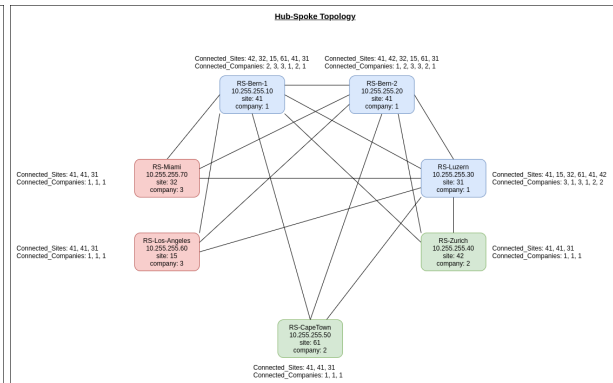 Hub-Spoke Topology
Connected_Sites: 42, 32, 15, 61, 41, 31
Connected_Companies: 2, 3, 3, 1, 2, 1
Connected_Sites: 41, 42, 32, 15, 61, 31
Connected_Companies: 1, 2, 3, 3, 2, 1
RS-Bern-1
10.255.255.10
site: 41
company: 1
RS-Bern-2
10.255.255.20
site: 41
company: 1
Connected_Sites: 41, 41, 31
Connected_Companies: 1, 1, 1
RS-Miami
10.255.255.70
site: 32
company: 3
RS-Luzern
10.255.255.30
site: 31
company: 1
Connected_Sites: 41, 15, 32, 61, 41, 42
Connected_Companies: 3, 1, 3, 1, 2, 2
Connected_Sites: 41, 41, 31
Connected_Companies: 1, 1, 1
RS-Los-Angeles
10.255.255.60
site: 15
company: 3
RS-Zurich
10.255.255.40
site: 42
company: 2
Connected_Sites: 41, 41, 31
Connected_Companies: 1, 1, 1
RS-CapeTown
10.255.255.50
site: 61
company: 2
Connected_Sites: 41, 41, 31
Connected_Companies: 1, 1, 1